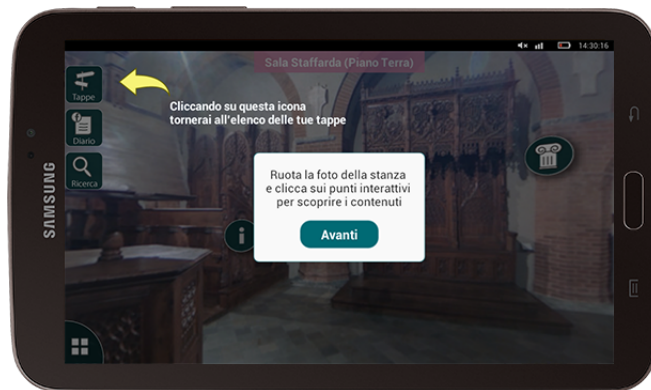 14:30:16
Sala Staffarda (Piano Terra)
Tappe
Cliccando su questa icona
tornerai all'elenco delle tue tappe
Diario
Ricerca
Ruota la foto della stanza
e clicca sui punti interattivi
per scoprire i contenuti
Avanti
i
SAMSUNG